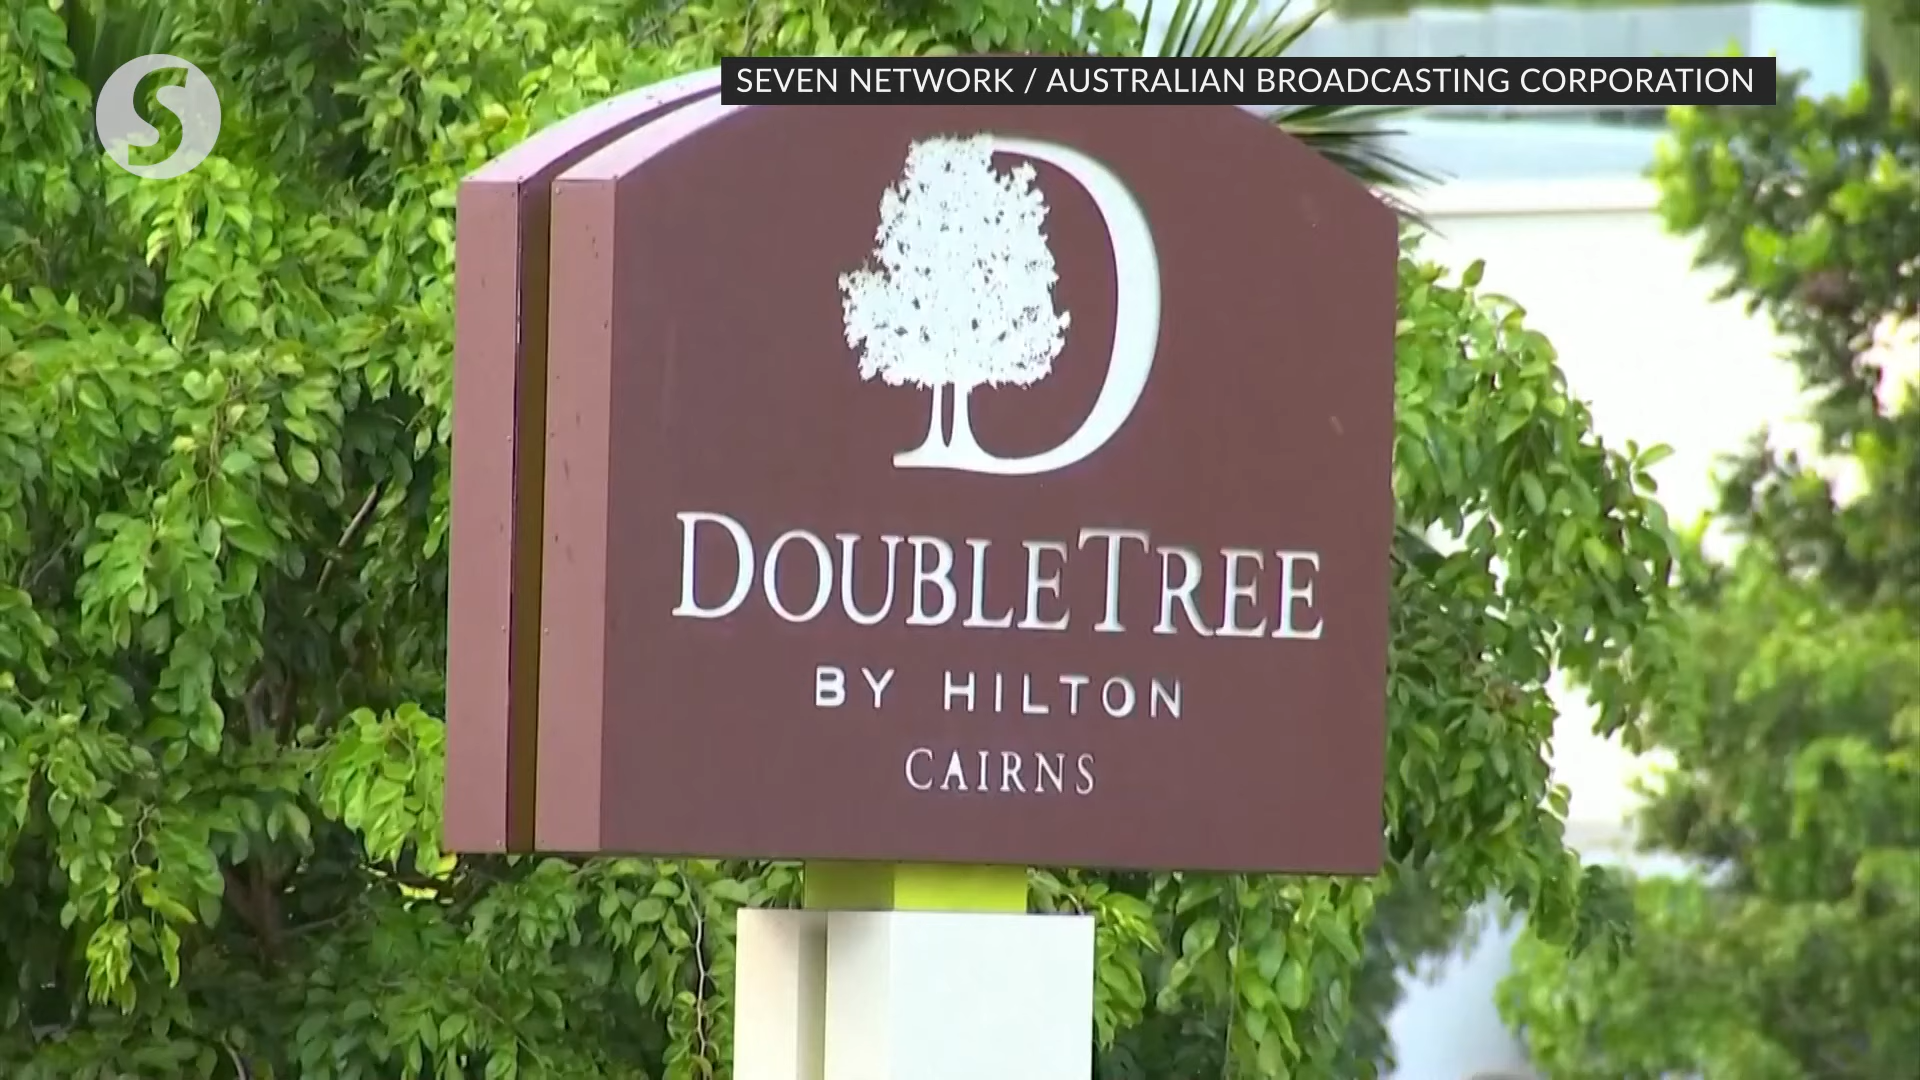 S
SEVEN NETWORK / AUSTRALIAN BROADCASTING CORPORATION
D
DOUBLETREE
BY HILTON
CAIRNS